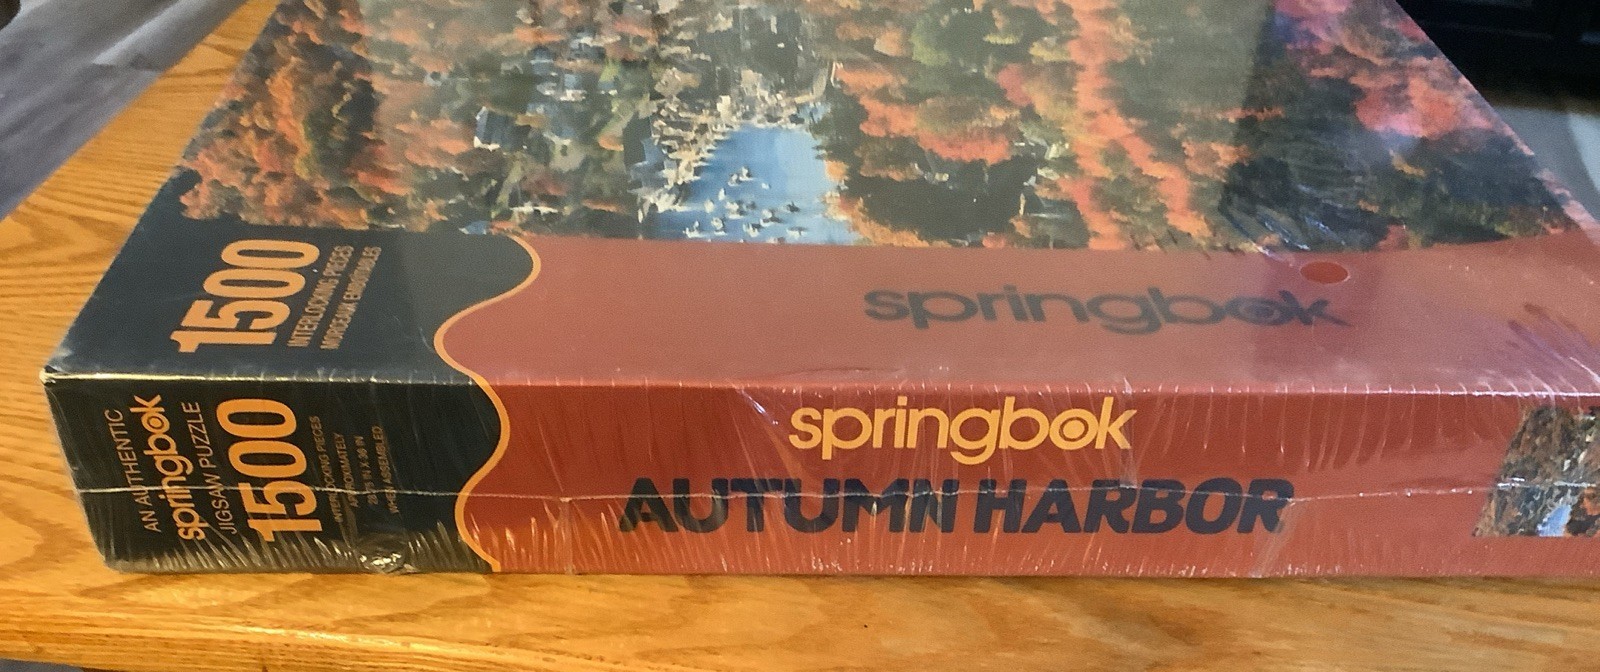 1500
INTERLOCKING PIECES
MORCEAUX EMBOÎTABLES
springbok
AN AUTHENTIC
springbok
JIGSAW PUZZLE
1500
INTERLOCKING PIECES
APPROXIMATELY
WHEN ASSEMBLED
springbok
AUTUMN HARBOR